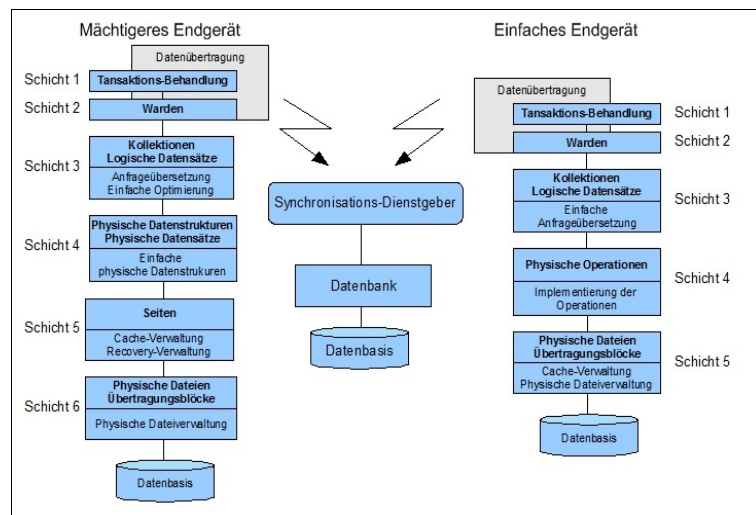 Mächtigeres Endgerät
Datenübertragung
Schicht 1
Tansaktions-Behandlung
Schicht 2
Warden
Schicht 3
Kollektionen
Logische Datensätze
Anfrageübersetzung
Einfache Optimierung
Schicht 4
Physische Datenstrukturen
Physische Datensätze
Einfache
physische Datenstrukuren
Schicht 5
Seiten
Cache-Verwaltung
Recovery-Verwaltung
Schicht 6
Physische Dateien
Übertragungsblöcke
Physische Dateiverwaltung
Datenbasis
Synchronisations-Dienstgeber
Datenbank
Datenbasis
Einfaches Endgerät
Datenübertragung
Tansaktions-Behandlung
Schicht 1
Warden
Schicht 2
Kollektionen
Logische Datensätze
Einfache
Anfrageübersetzung
Schicht 3
Physische Operationen
Implementierung der
Operationen
Schicht 4
Physische Dateien
Übertragungsblöcke
Cache-Verwaltung
Physische Dateiverwaltung
Schicht 5
Datenbasis